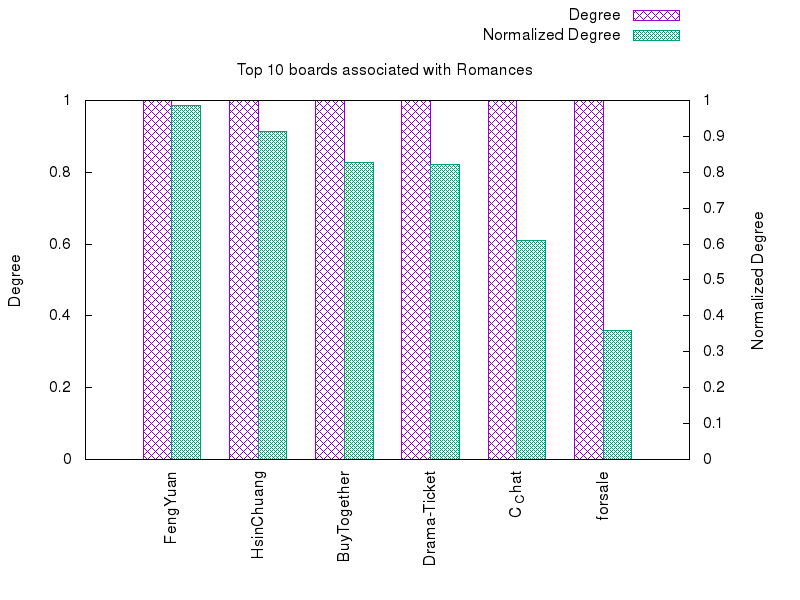 Degree
Normalized Degree
Top 10 boards associated with Romances
1
0.8
0.6
0.4
0.2
0
1
0.9
0.8
0.7
0.6
0.5
0.4
0.3
0.2
0.1
0
Degree
Normalized Degree
FengYuan
HsinChuang
BuyTogether
Drama-Ticket
C Chat
forsale